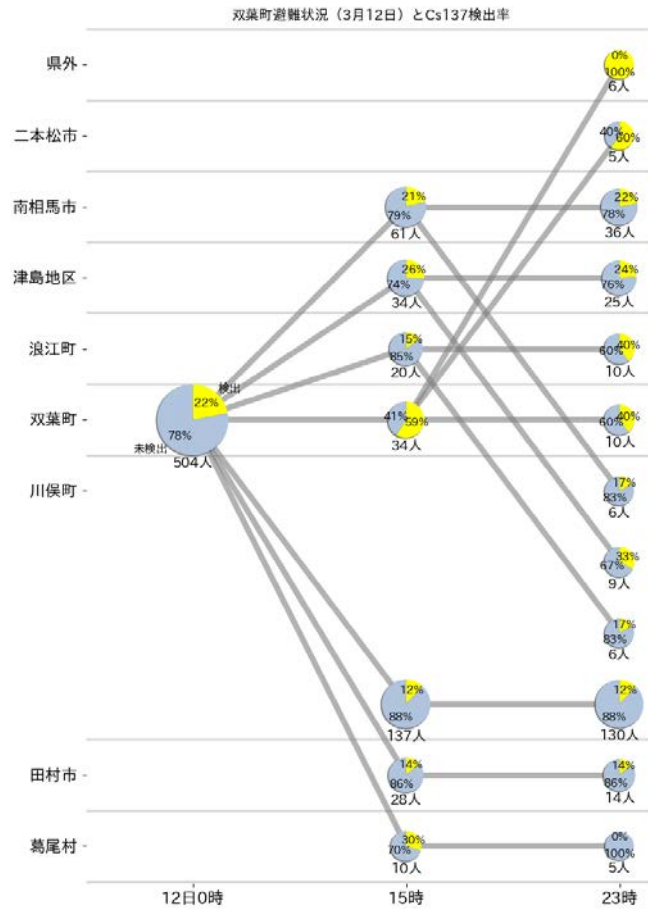 双葉町避難状況（3月12日）とCs137検出率
県外
0%
100%
6人
二本松市
40%
60%
5人
南相馬市
21%
79%
61人
22%
78%
36人
津島地区
26%
74%
34人
24%
76%
25人
浪江町
15%
85%
20人
40%
60%
10人
双葉町
検出
22%
78%
未検出
504人
41%
59%
34人
40%
60%
10人
川俣町
17%
83%
6人
33%
67%
9人
17%
83%
6人
12%
88%
137人
12%
88%
130人
田村市
14%
86%
28人
14%
86%
14人
葛尾村
30%
70%
10人
0%
100%
5人
12日0時
15時
23時